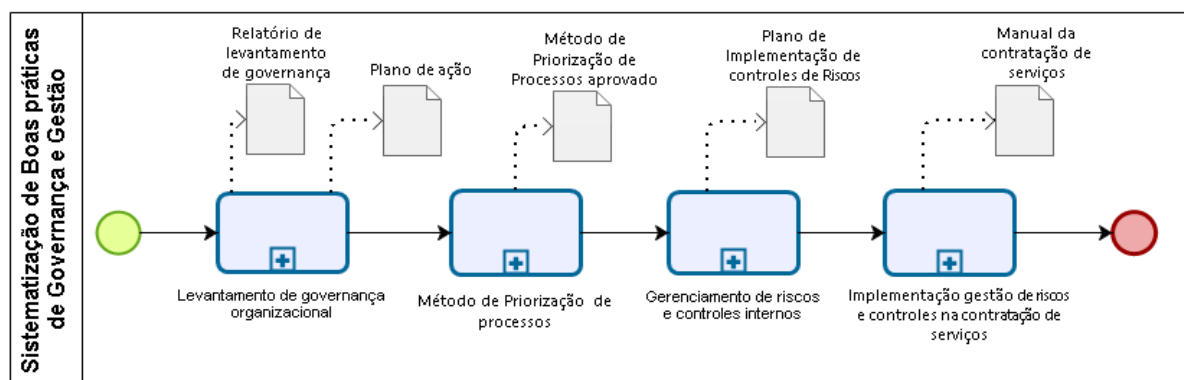 Sistematização de Boas práticas
de Governança e Gestão
Relatório de
levantamento
de governança
Plano de ação
Método de
Priorização de
Processos aprovado
Plano de
Implementação de
controles de Riscos
Manual da
contratação de
serviços
Levantamento de governança
organizacional
Método de Priorização de
processos
Gerenciamento de riscos
e controles internos
Implementação gestão de riscos
e controles na contratação de
serviços